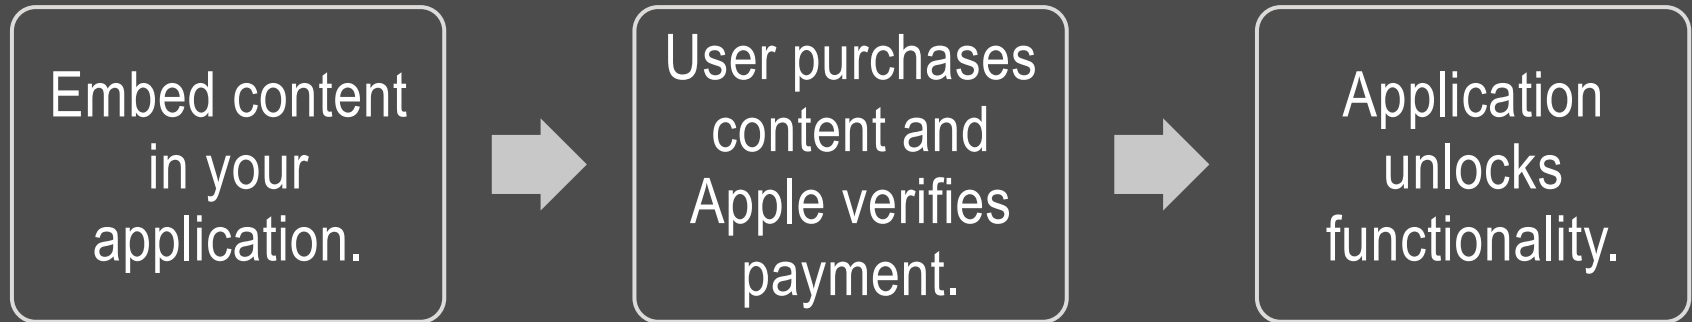 Embed content
in your
application.
User purchases
content and
Apple verifies
payment.
Application
unlocks
functionality.